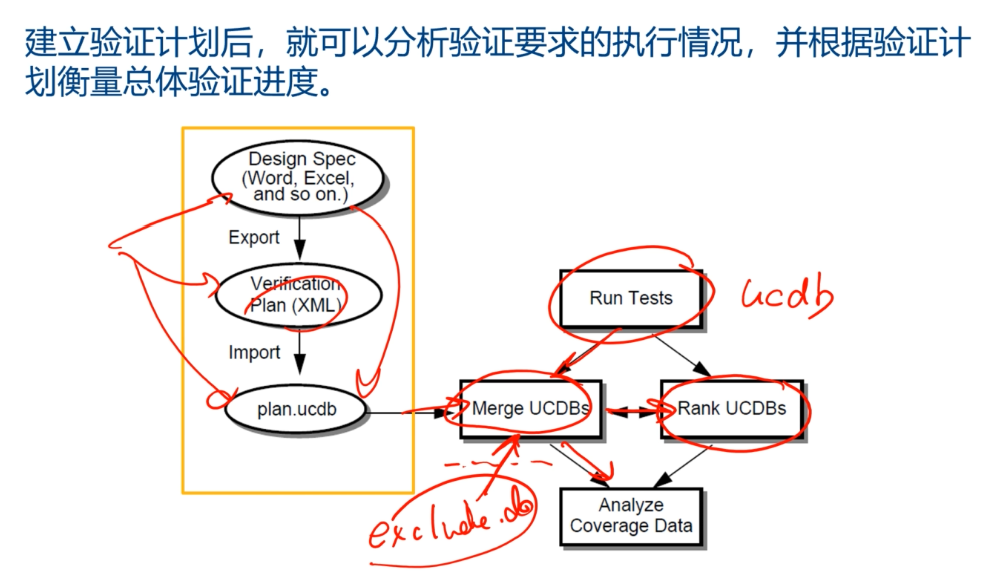 建立验证计划后，就可以分析验证要求的执行情况，并根据验证计
划衡量总体验证进度。
Design Spec
(Word, Excel,
and so on.)
Export
Verification
Plan (XML)
Import
plan.ucdb
Run Tests
ucdb
Merge UCDBs
Rank UCDBs
exclude.do
Analyze
Coverage Data